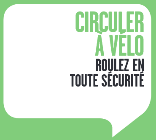 CIRCULER
À VÉLO
ROULEZ EN
TOUTE SÉCURITÉ